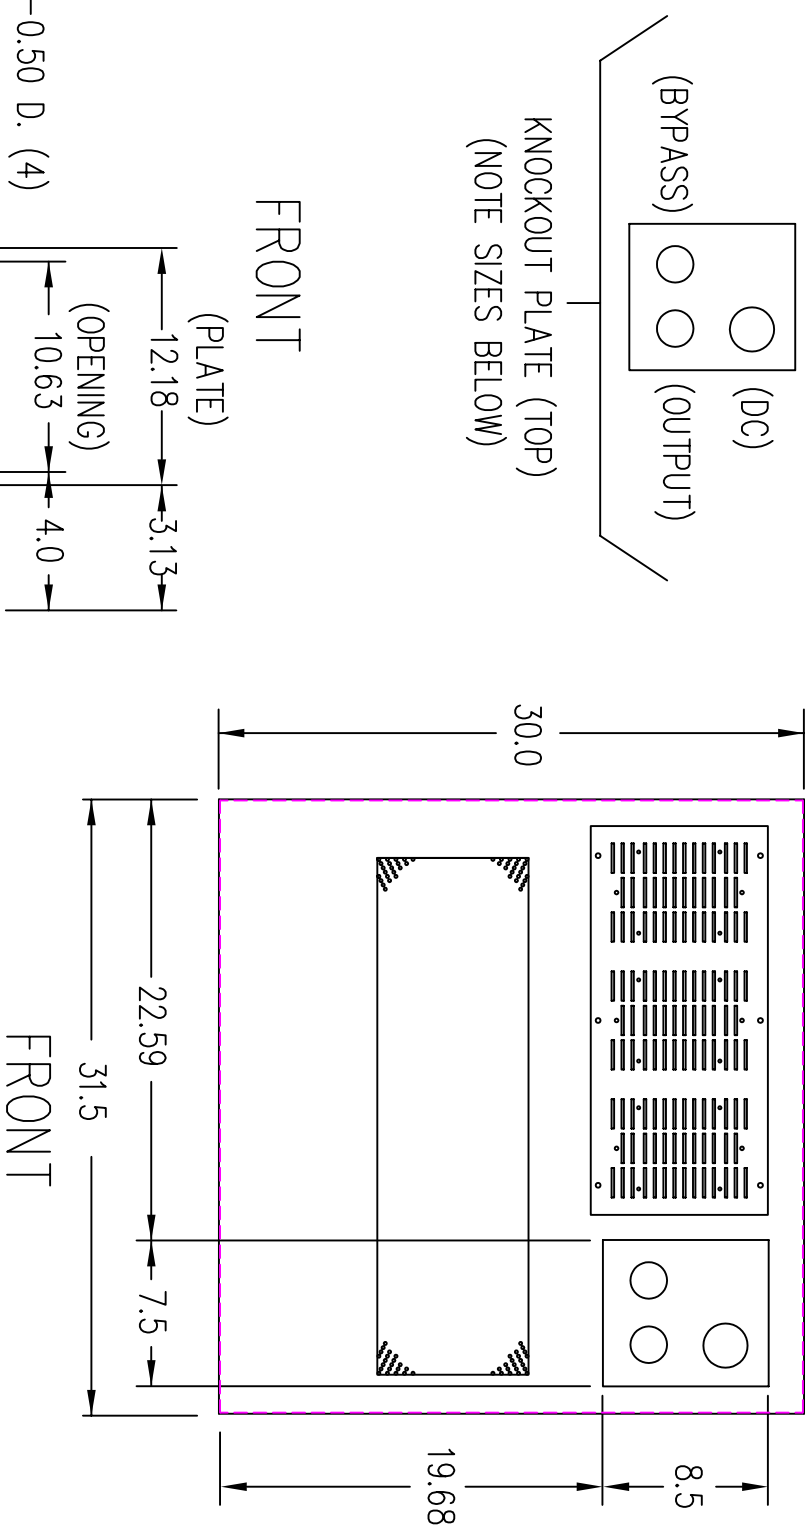 (BYPASS)
(DC)
(OUTPUT)
KNOCKOUT PLATE (TOP)
(NOTE SIZES BELOW)
FRONT
(PLATE)
12.18
3.13
(OPENING)
10.63
4.0
0.50 D. (4)
30.0
8.5
19.68
22.59
7.5
31.5
FRONT